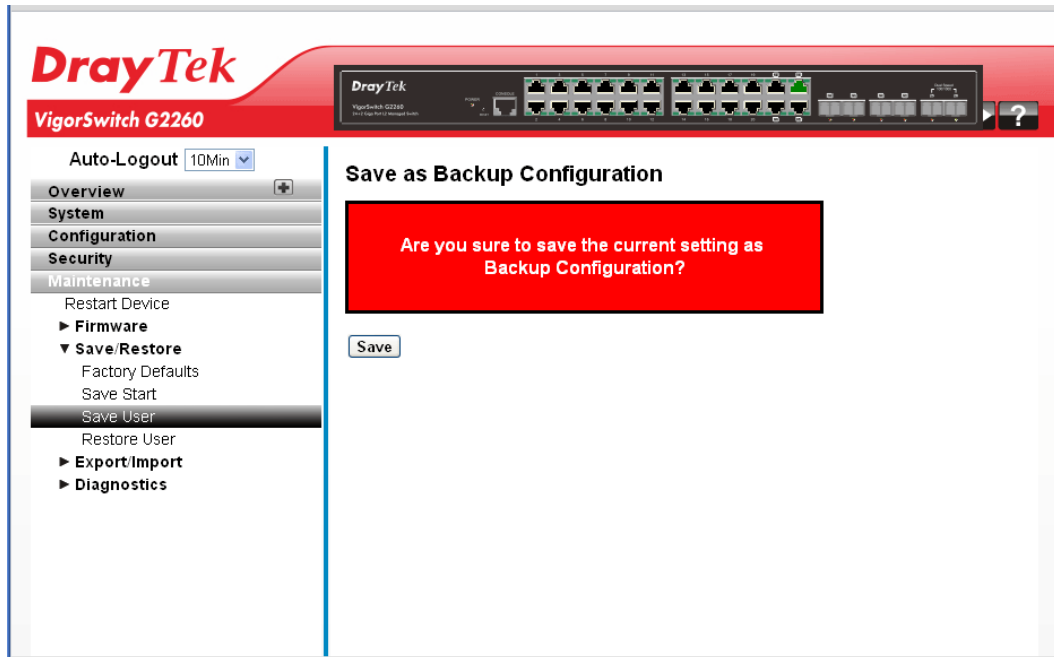 DrayTek
VigorSwitch G2260
DrayTek
VigorSwitch G2260
POWER
CONSOLE
?
Auto-Logout 10Min
Overview
System
Configuration
Security
Maintenance
Restart Device
Firmware
Save/Restore
Factory Defaults
Save Start
Save User
Restore User
Export/Import
Diagnostics
Save as Backup Configuration
Are you sure to save the current setting as
Backup Configuration?
Save